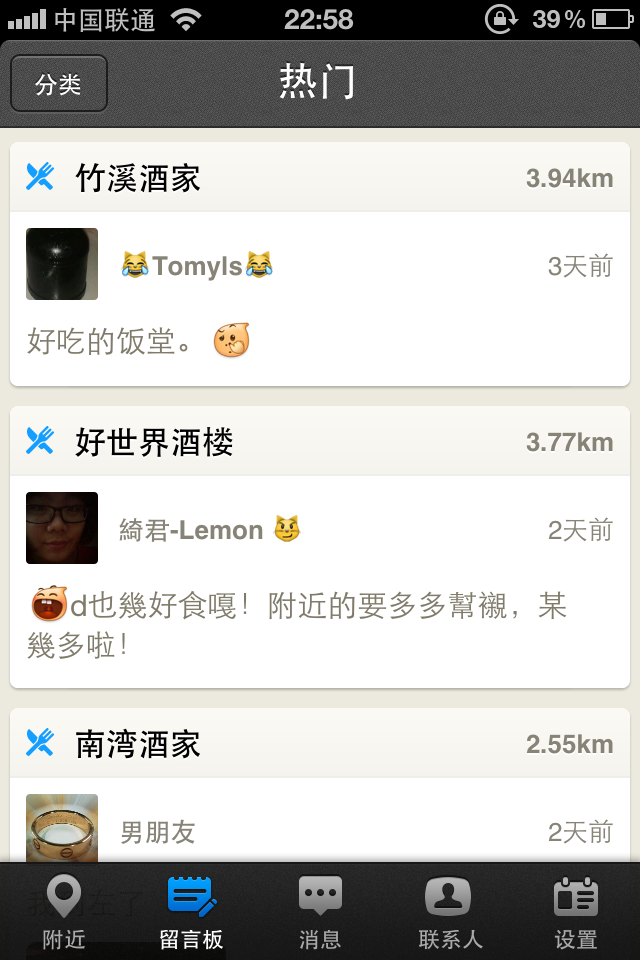 中国联通 22:58 39%
分类 热门
竹溪酒家 3.94km
😹Tomyls😹 3天前
好吃的饭堂。
好世界酒楼 3.77km
綺君-Lemon 😼 2天前
d也幾好食嘎！附近的要多多幫襯，某
幾多啦！
南湾酒家 2.55km
男朋友 2天前
附近 留言板 消息 联系人 设置